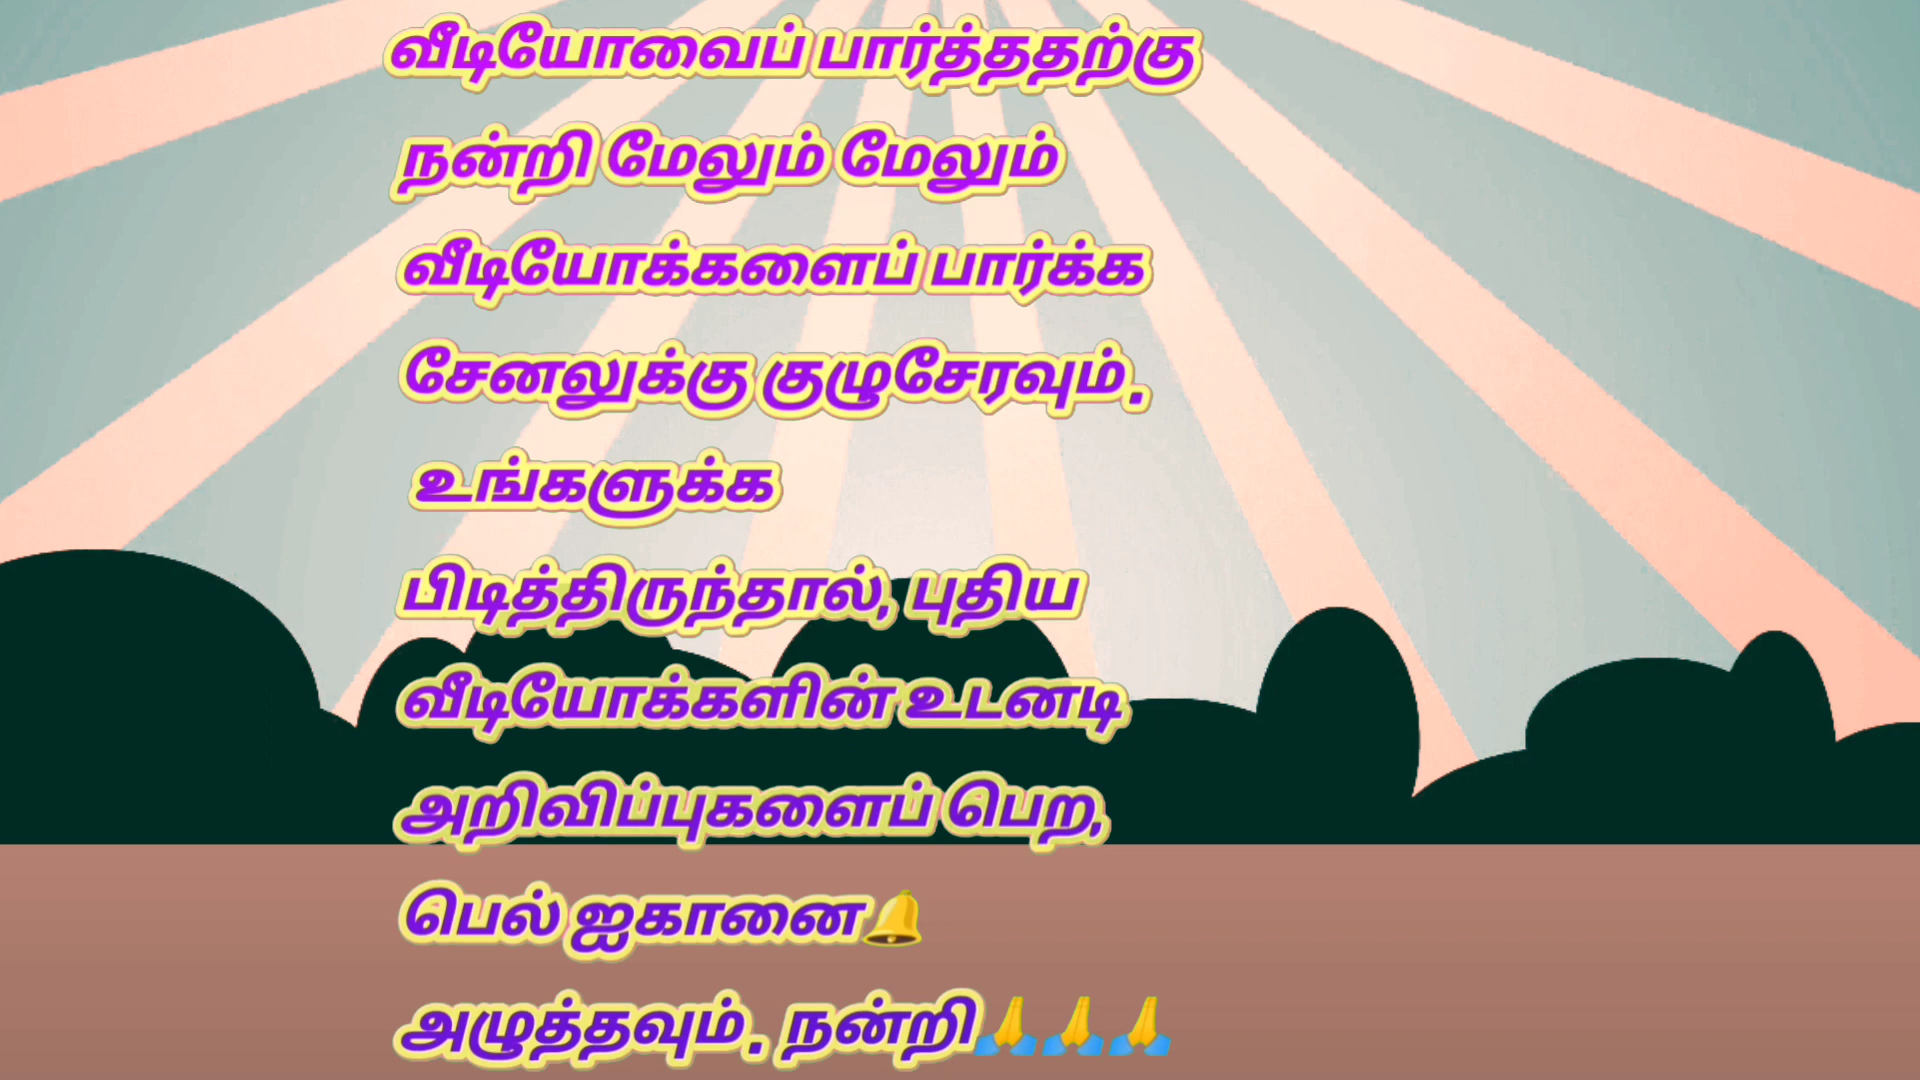 வீடியோவைப் பார்த்ததற்கு
நன்றி மேலும் மேலும்
வீடியோக்களைப் பார்க்க
சேனலுக்கு குழுசேரவும்.
உங்களுக்க
பிடித்திருந்தால், புதிய
வீடியோக்களின் உடனடி
அறிவிப்புகளைப் பெற,
பெல் ஐகானை🔔
அழுத்தவும். நன்றி🙏🙏🙏